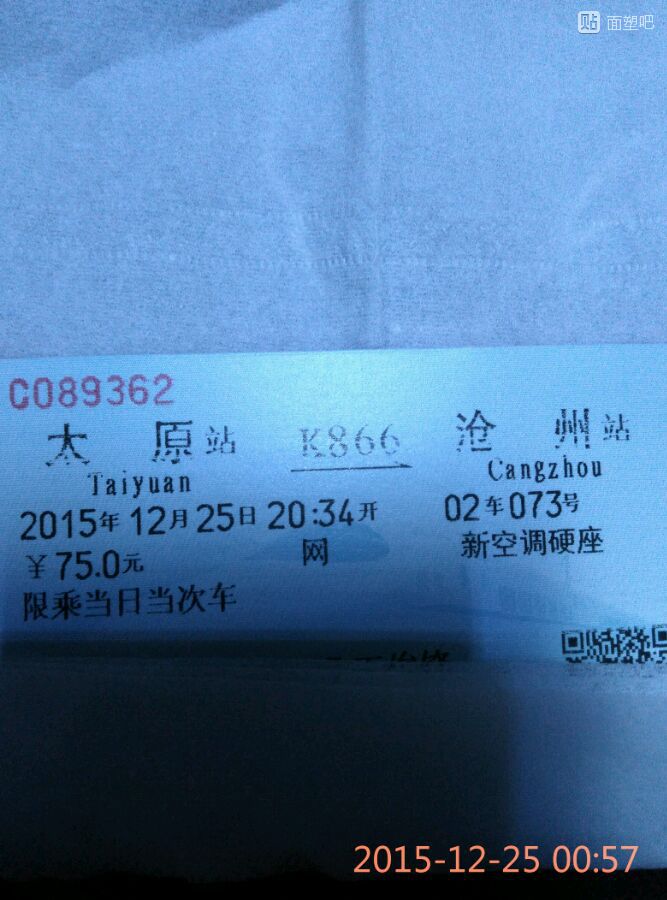 贴 面塑吧
C089362
太原站 K866 沧州站
Taiyuan Cangzhou
2015年12月25日20:34开 02车073号
￥75.0元 网 新空调硬座
限乘当日当次车
2015-12-25 00:57